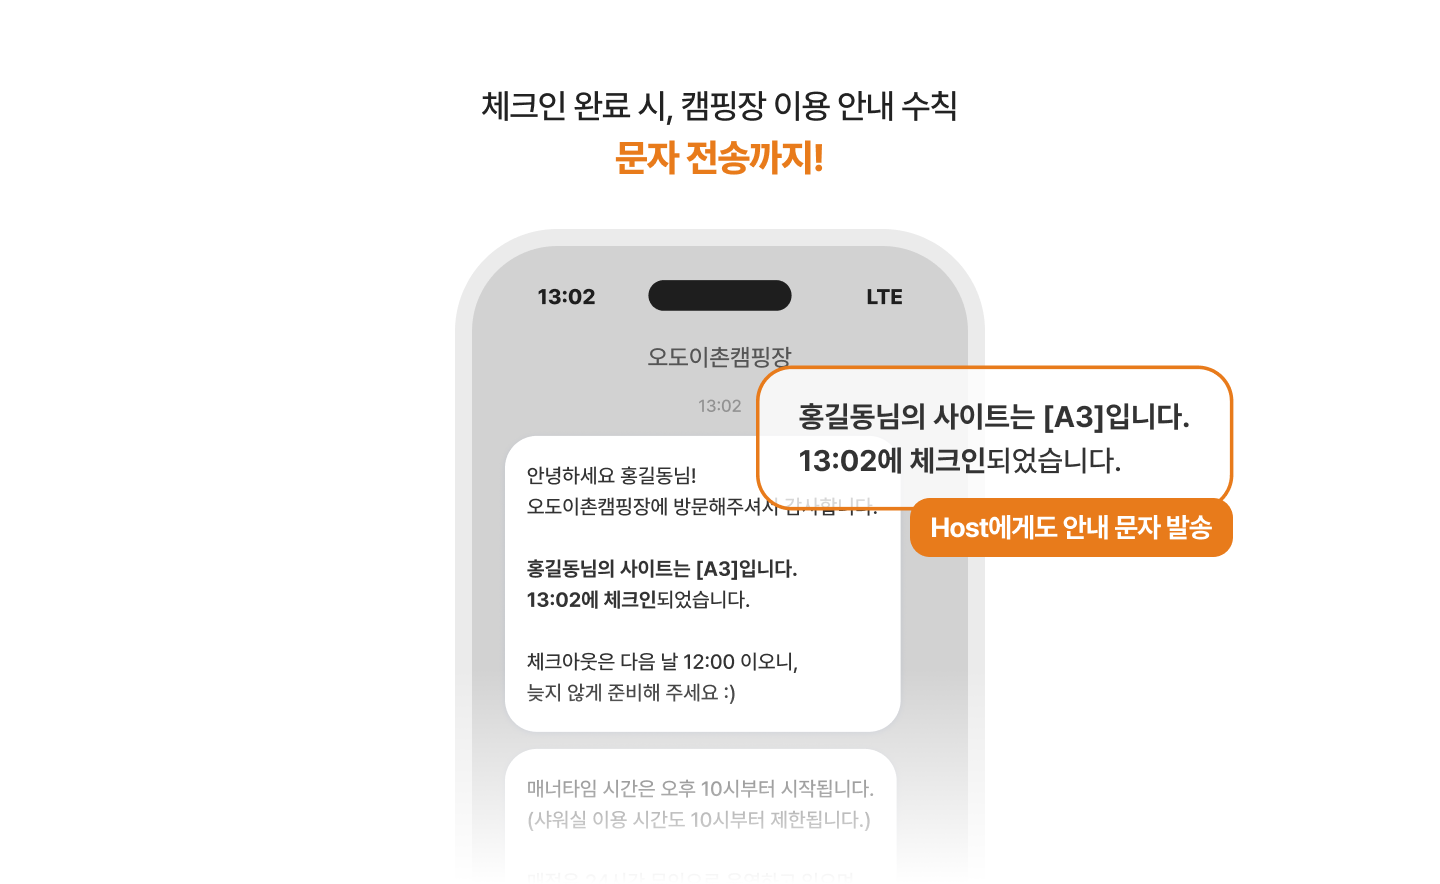 체크인 완료 시, 캠핑장 이용 안내 수칙
문자 전송까지!
13:02
LTE
오도이촌캠핑장
13:02
홍길동님의 사이트는 [A3]입니다.
13:02에 체크인되었습니다.
Host에게도 안내 문자 발송
안녕하세요 홍길동님!
오도이촌캠핑장에 방문해주셔서 감사합니다.
홍길동님의 사이트는 [A3]입니다.
13:02에 체크인되었습니다.
체크아웃은 다음 날 12:00 이오니,
늦지 않게 준비해 주세요 :)
매너타임 시간은 오후 10시부터 시작됩니다.
(샤워실 이용 시간도 10시부터 제한됩니다.)